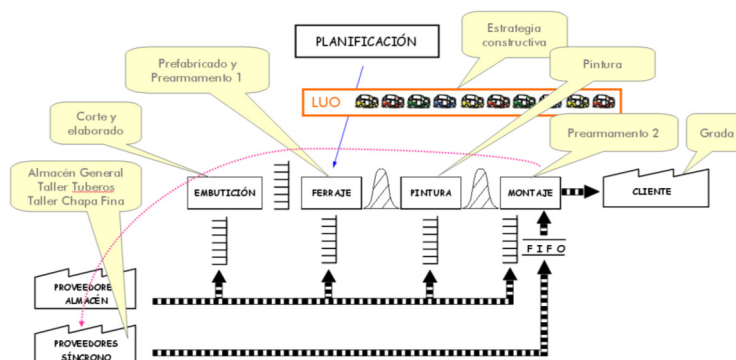 PLANIFICACIÓN
Estrategia
constructiva
Prefabricado y
Prearmamento 1
Pintura
LUO
Corte y
elaborado
Prearmamento 2
Grada
Almacén General
Taller Tuberos
Taller Chapa Fina
EMBUTICIÓN
FERRAJE
PINTURA
MONTAJE
CLIENTE
FIFO
PROVEEDORES
ALMACÉN
PROVEEDORES
SÍNCRONO